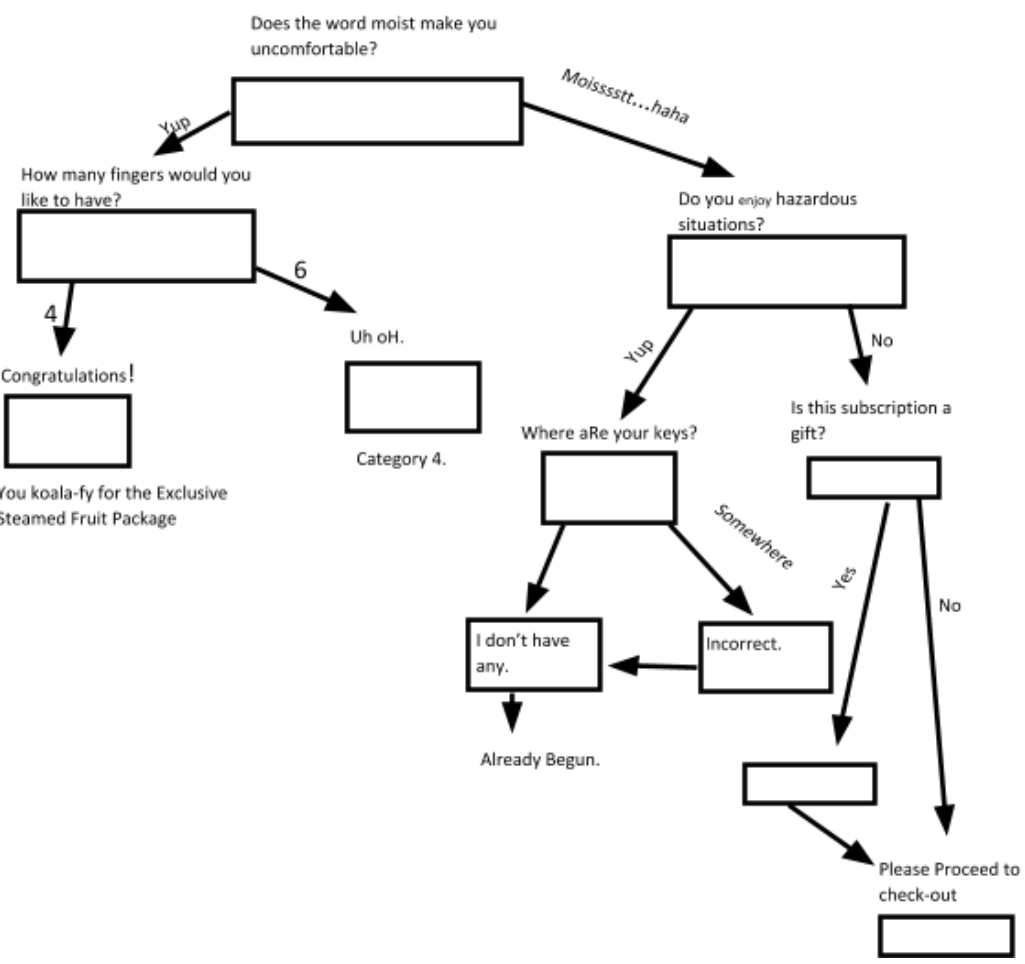 Does the word moist make you
uncomfortable?
Moisssstt...haha
Yup
How many fingers would you
like to have?
Do you enjoy hazardous
situations?
6
4
Uh oH.
No
Yup
Congratulations!
Is this subscription a
gift?
Where aRe your keys?
Category 4.
You koala-fy for the Exclusive
Steamed Fruit Package
Somewhere
Yes
No
I don't have
any.
Incorrect.
Already Begun.
Please Proceed to
check-out